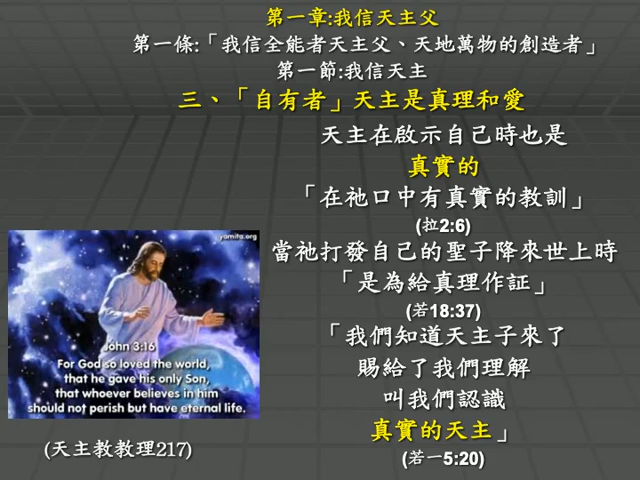 第一章:我信天主父
第一條:「我信全能者天主父、天地萬物的創造者」
第一節:我信天主
三、「自有者」天主是真理和愛
天主在啟示自己時也是
真實的
「在祂口中有真實的教訓」
(拉2:6)
當祂打發自己的聖子降來世上時
「是為給真理作証」
(若18:37)
「我們知道天主子來了
賜給了我們理解
叫我們認識
真實的天主」
(若一5:20)
yamifa.org
John 3:16
For God so loved the world,
that he gave his only Son,
that whoever believes in him
should not perish but have eternal life.
(天主教教理217)